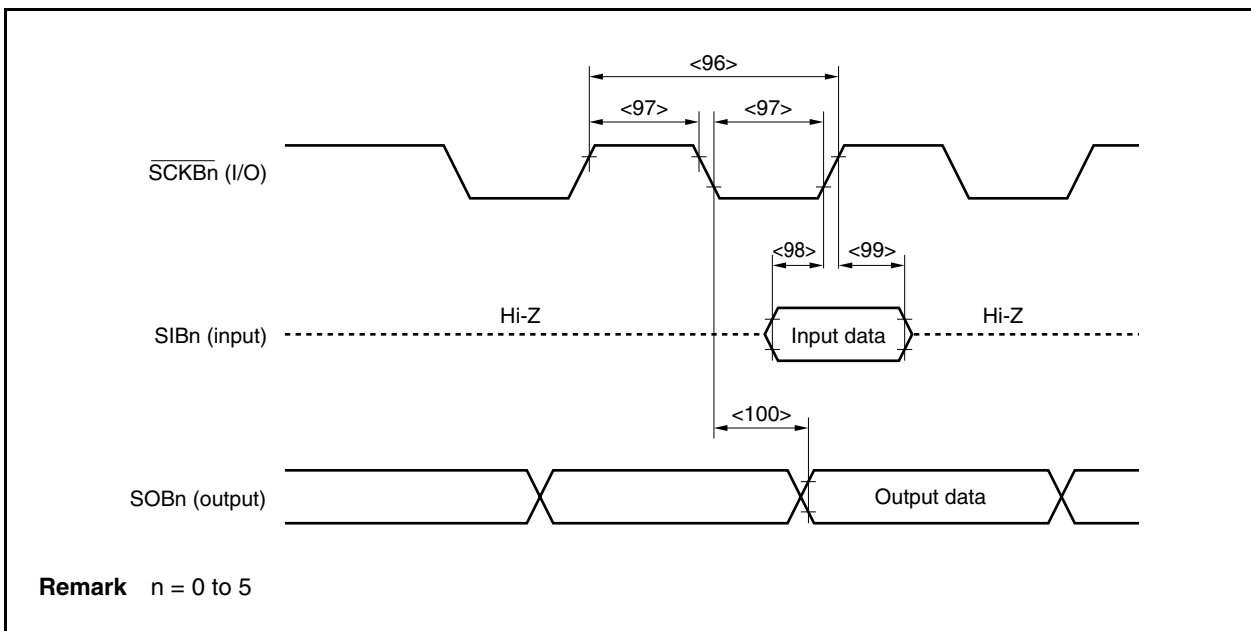 <96>
<97> <97>
SCKBn (I/O)
<98> <99>
Hi-Z Hi-Z
SIBn (input) Input data
<100>
SOBn (output) Output data
Remark n = 0 to 5